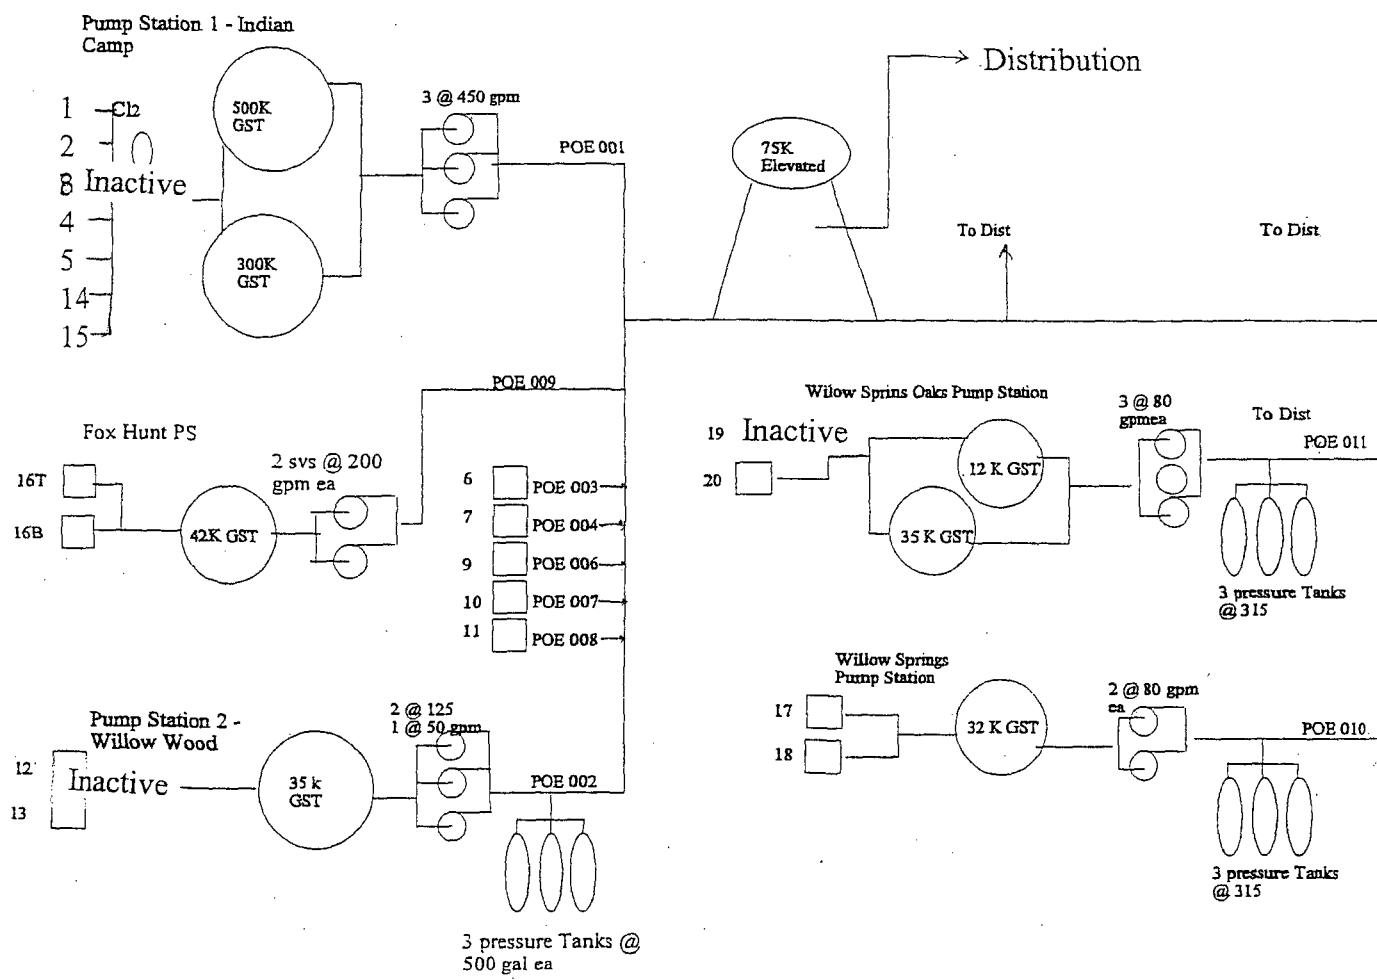 Pump Station 1 - Indian
Camp
1
Cl2
2
8 Inactive
4
5
14
15
500K
GST
300K
GST
3 @ 450 gpm
POE 001
Distribution
75K
Elevated
To Dist
To Dist
POE 009
Fox Hunt PS
16T
16B
42K GST
2 svs @ 200
gpm ea
6
POE 003
7
POE 004
9
POE 006
10
POE 007
11
POE 008
Wilow Sprins Oaks Pump Station
19 Inactive
20
12 K GST
35 K GST
3 @ 80
gpmea
To Dist
POE 011
3 pressure Tanks
@ 315
Pump Station 2 -
Willow Wood
12
Inactive
13
35 k
GST
2 @ 125
1 @ 50 gpm
POE 002
3 pressure Tanks @
500 gal ea
Willow Springs
Pump Station
17
18
32 K GST
2 @ 80 gpm
ea
POE 010
3 pressure Tanks
@ 315